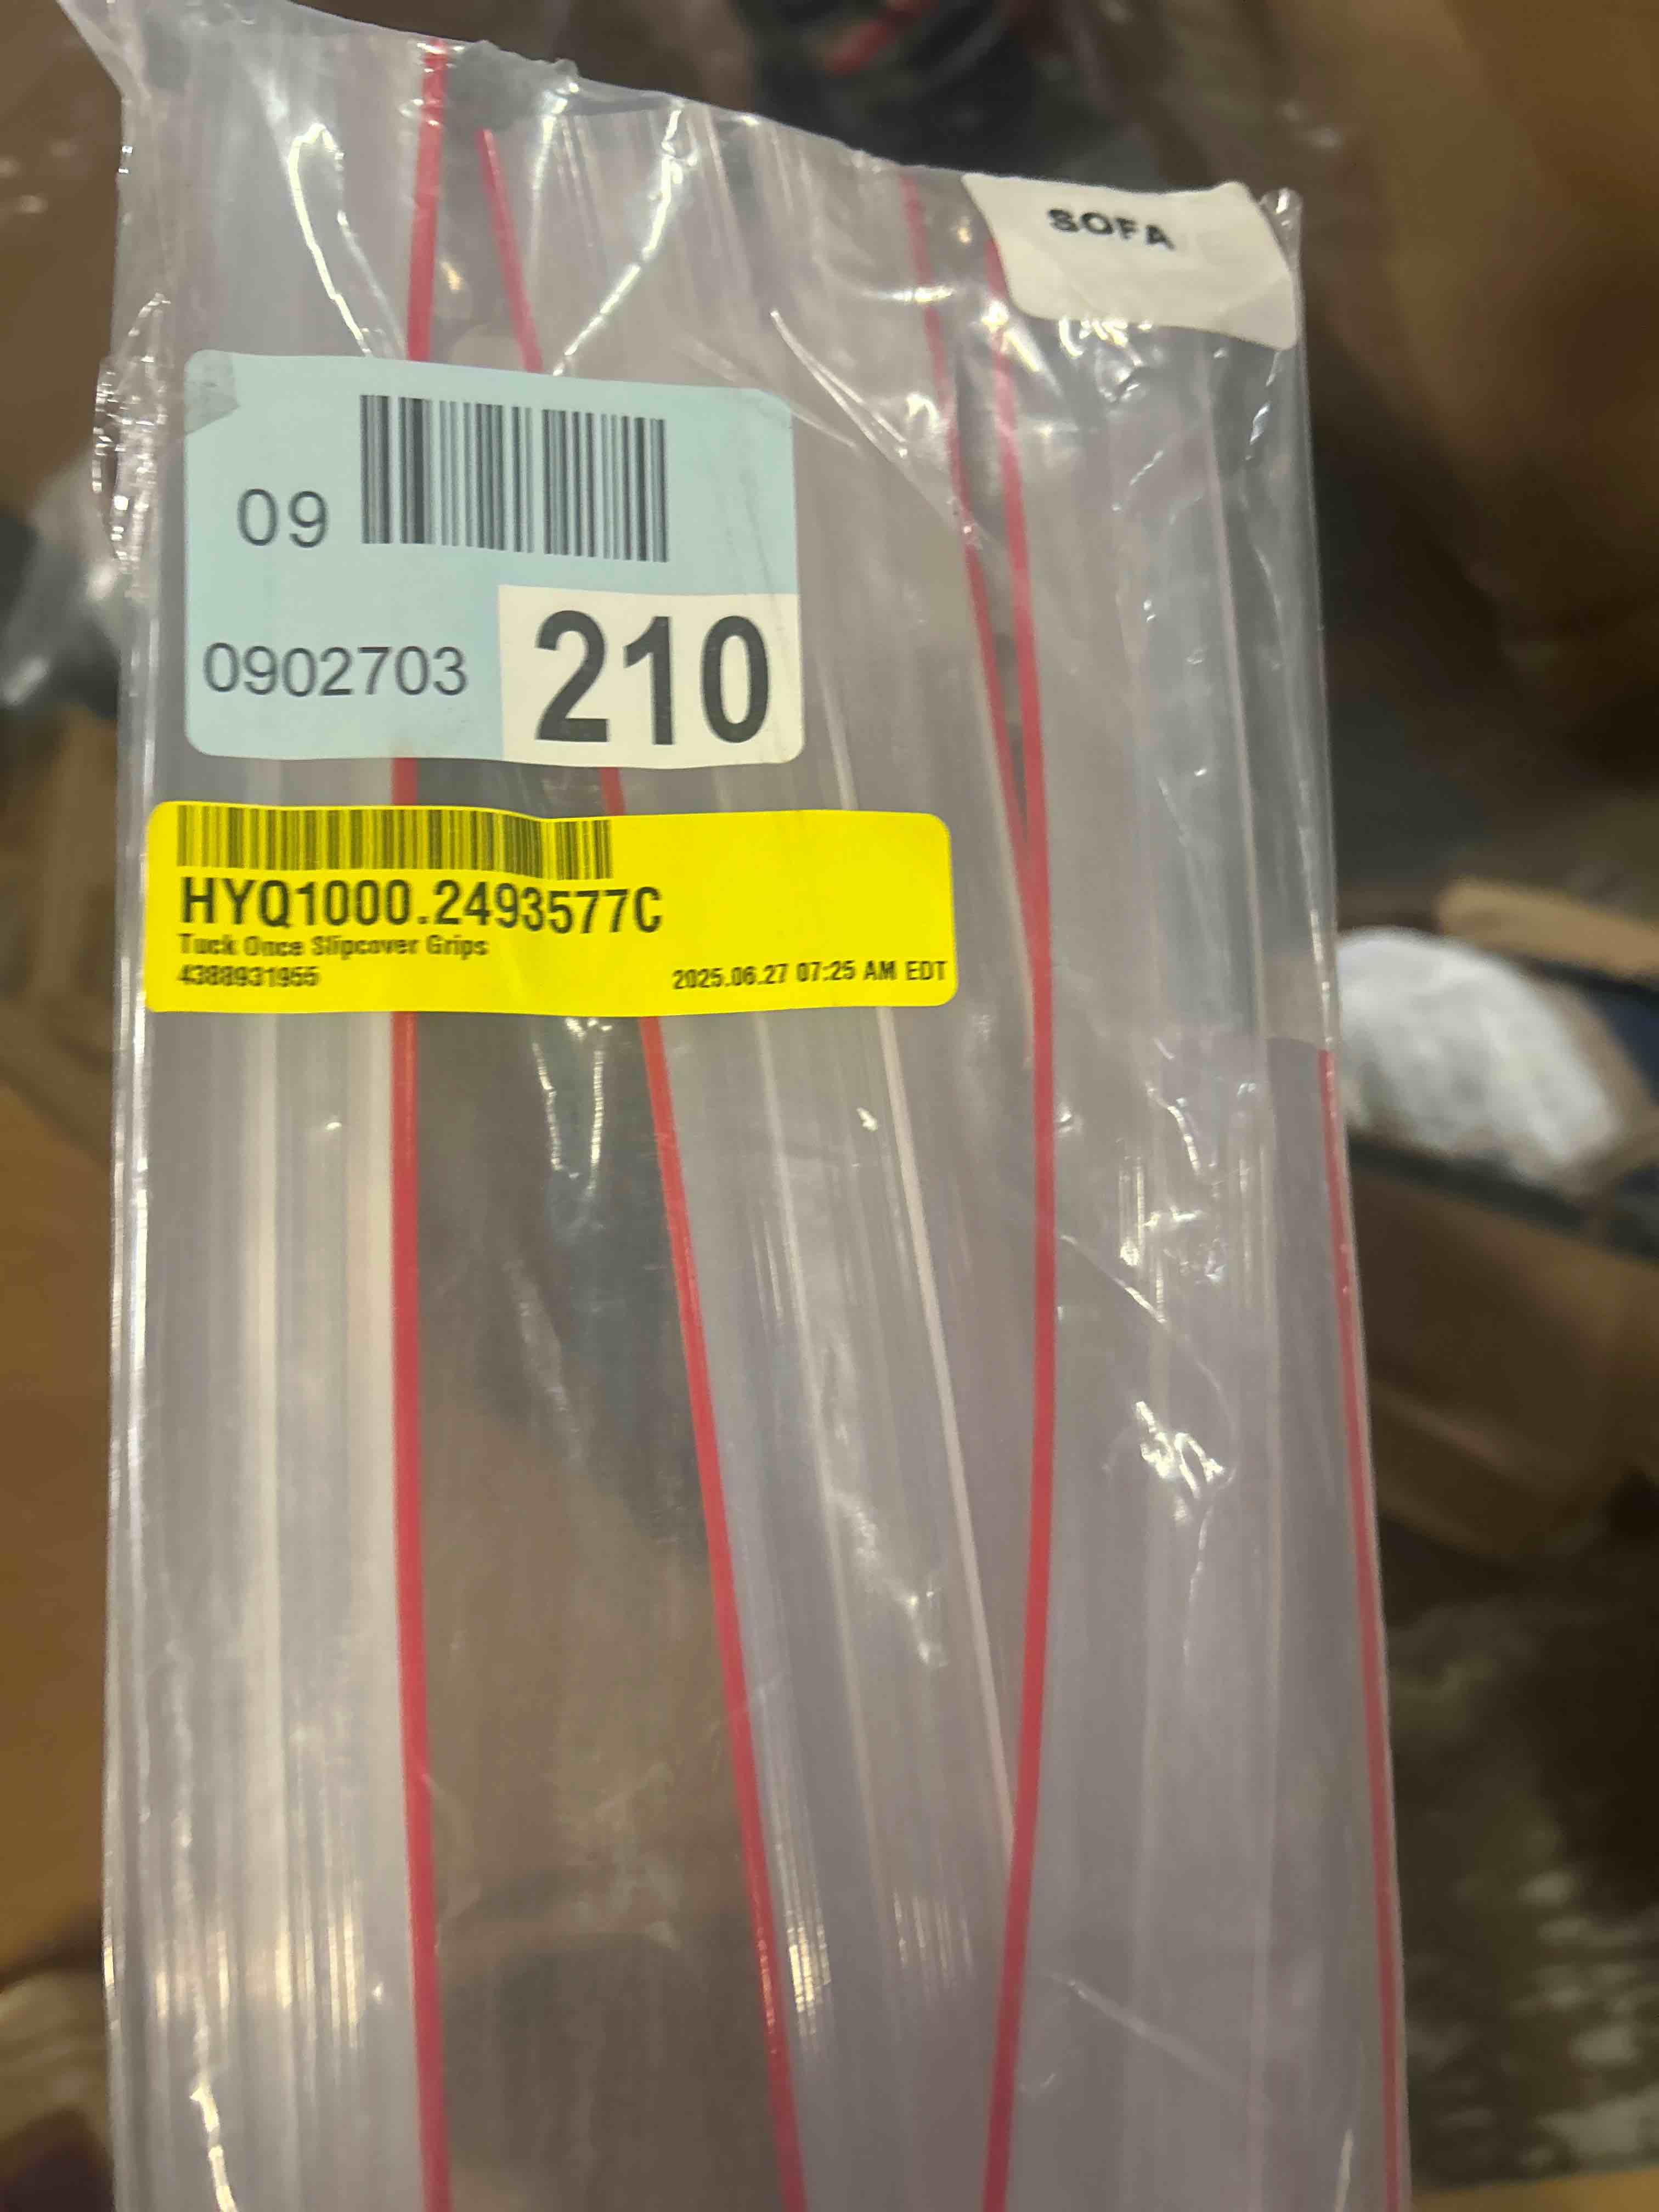 SOFA
09
0902703
210
HYQ1000.2493577C
Tuck Once Slipcover Grips
4388931955
2025.06.27 07:25 AM EDT